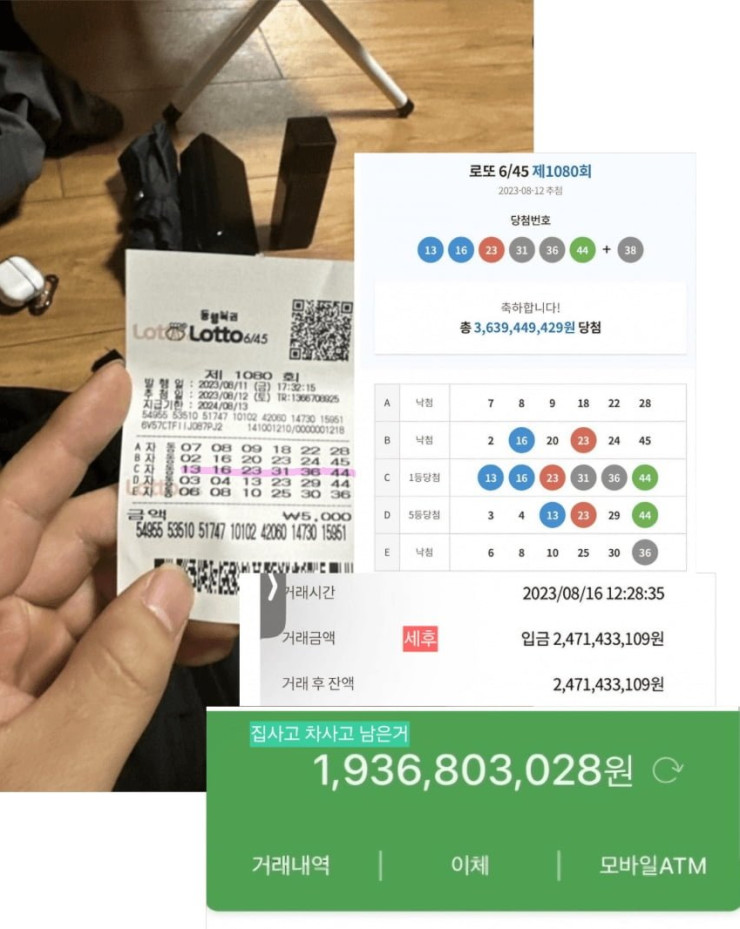 동행복권
Lotto 6/45
제 1080 회
발 행 일 : 2023/08/11 (금) 17:32:15
추 첨 일 : 2023/08/12 (토) TR:1366708925
지급기한 : 2024/08/13
54955 53510 51747 10102 42060 14730 15951
6V57CTFIIJ087PJ2 141001210/0000001218
A 자 동 07 08 09 18 22 28
B 자 동 02 16 20 23 24 45
C 자 동 13 16 23 31 36 44
D 자 동 03 04 13 23 29 44
E 자 동 06 08 10 25 30 36
금 액 ₩5,000
54955 53510 51747 10102 42060 14730 15951
로또 6/45 제1080회
2023-08-12 추첨
당첨번호
13 16 23 31 36 44 + 38
축하합니다!
총 3,639,449,429원 당첨
A 낙첨 7 8 9 18 22 28
B 낙첨 2 16 20 23 24 45
C 1등당첨 13 16 23 31 36 44
D 5등당첨 3 4 13 23 29 44
E 낙첨 6 8 10 25 30 36
거래시간 2023/08/16 12:28:35
거래금액 세후 입금 2,471,433,109원
거래 후 잔액 2,471,433,109원
집사고 차사고 남은거
1,936,803,028원
거래내역 | 이체 | 모바일ATM